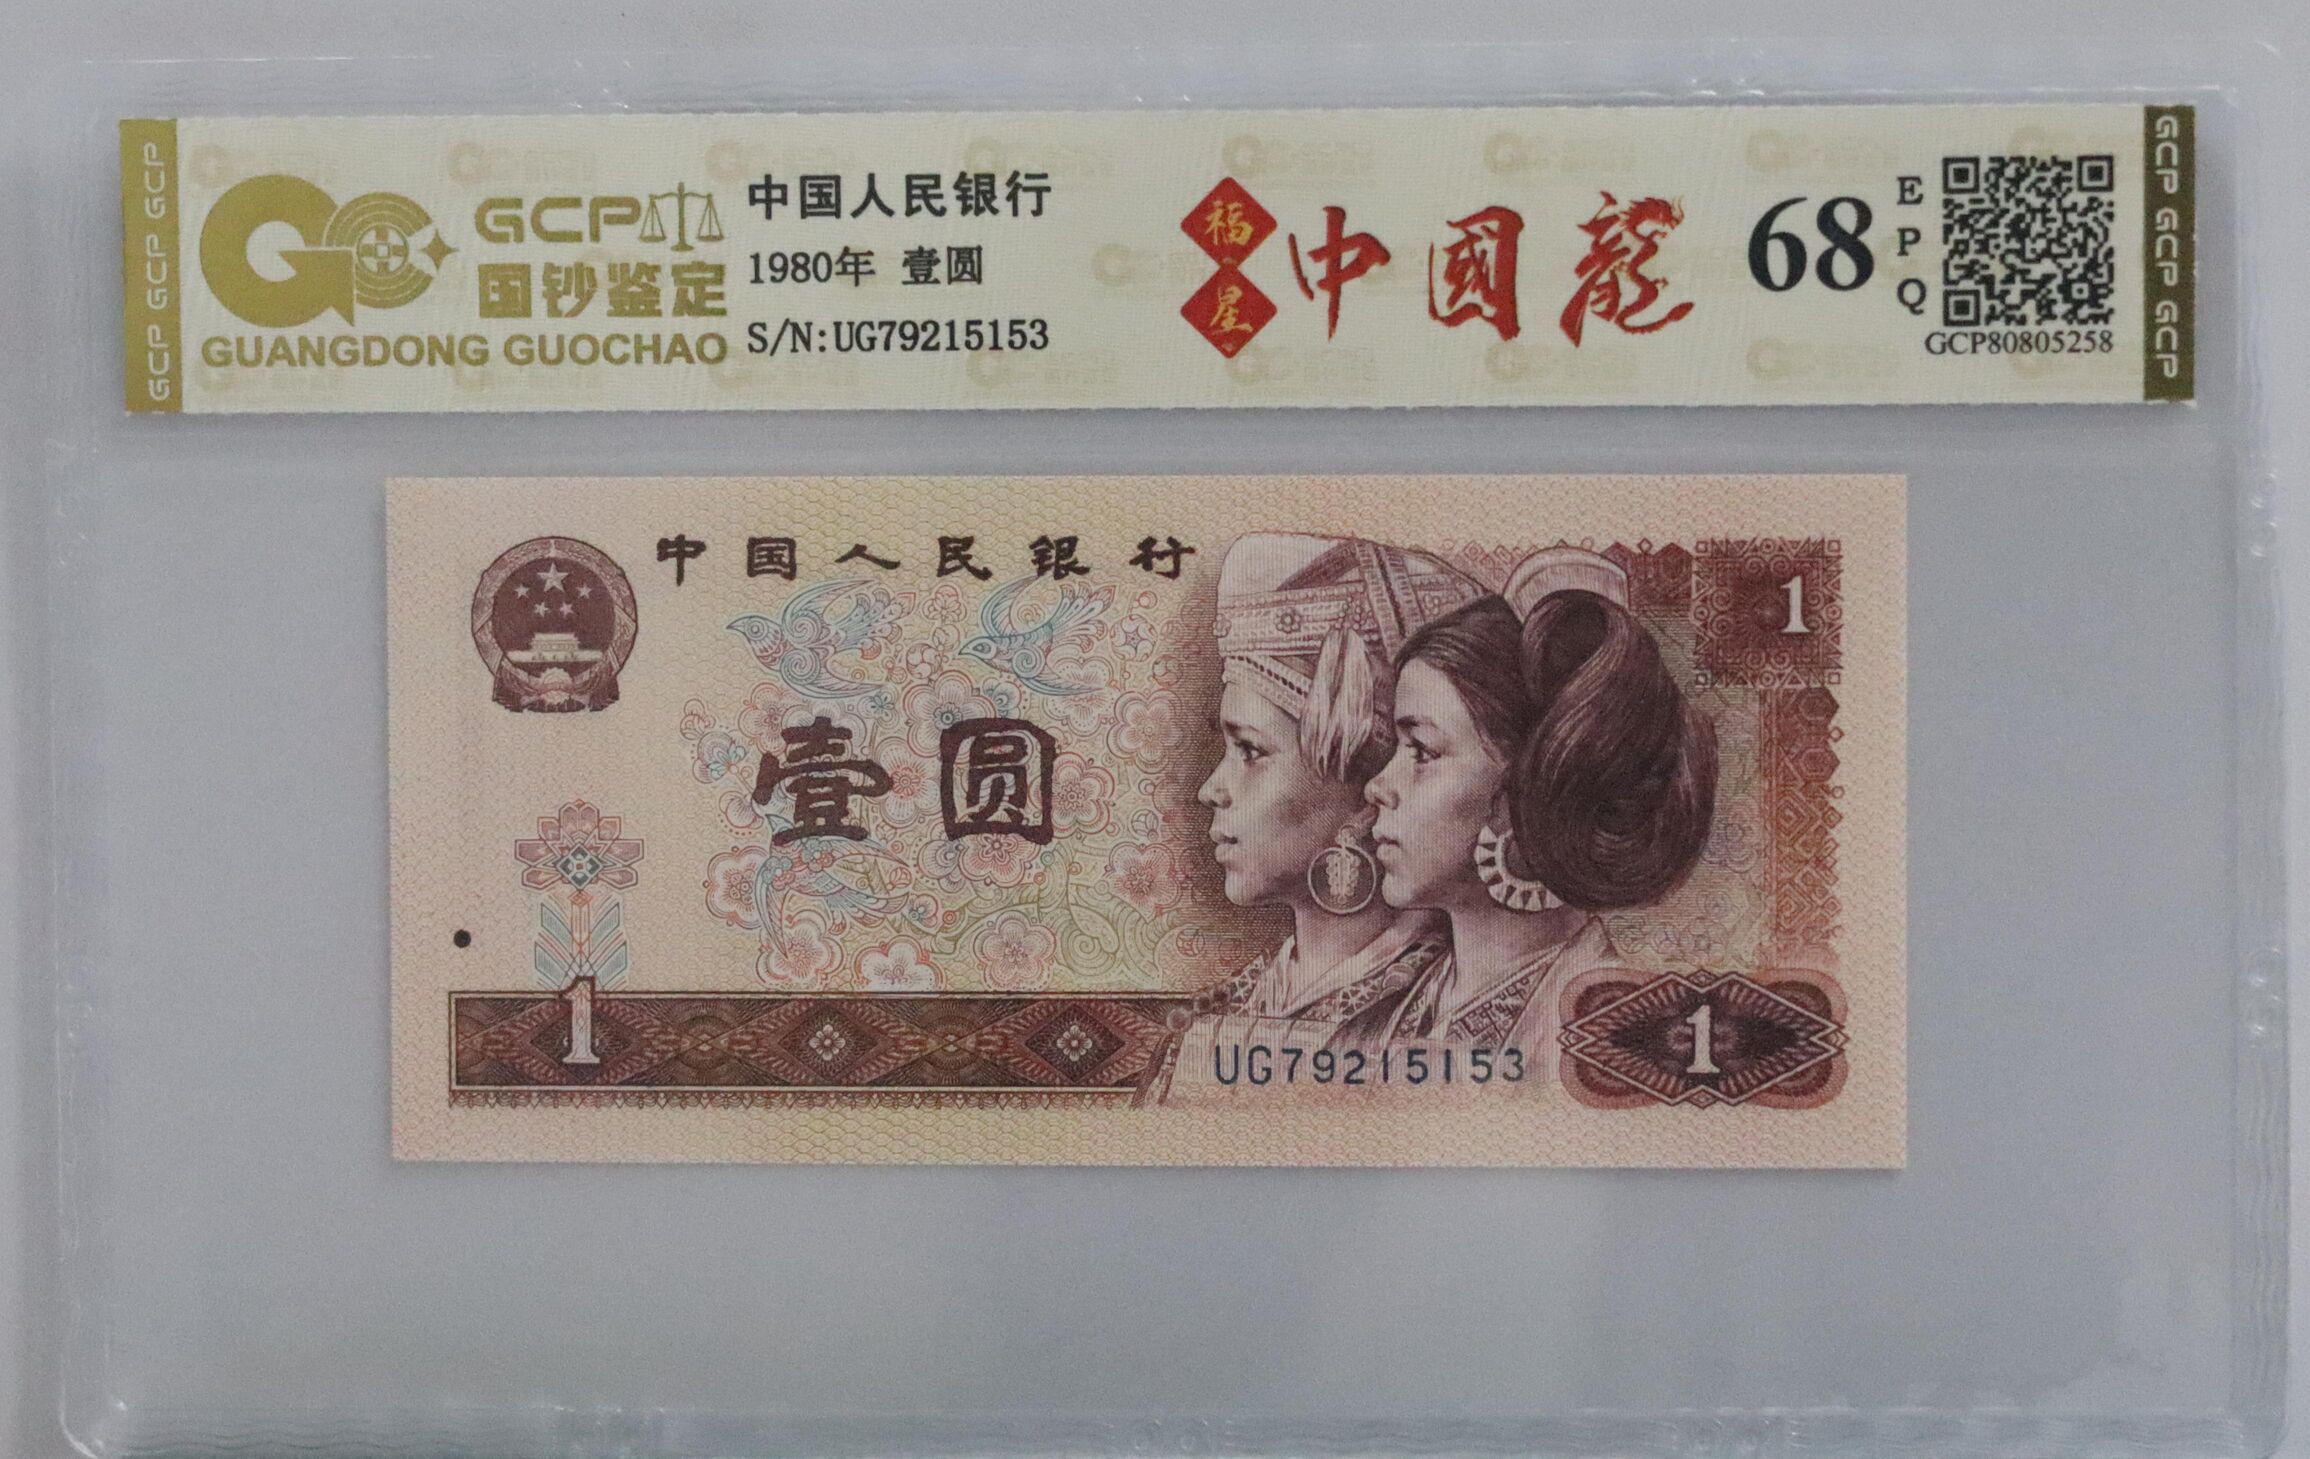 GCP GCP GCP
GCP
国钞鉴定
GUANGDONG GUOCHAO
中国人民银行
1980年 壹圆
S/N:UG79215153
福星
中國龍
68
EPQ
GCP80805258
GCP GCP GCP
中国人民银行
1
壹圆
1
UG79215153
1